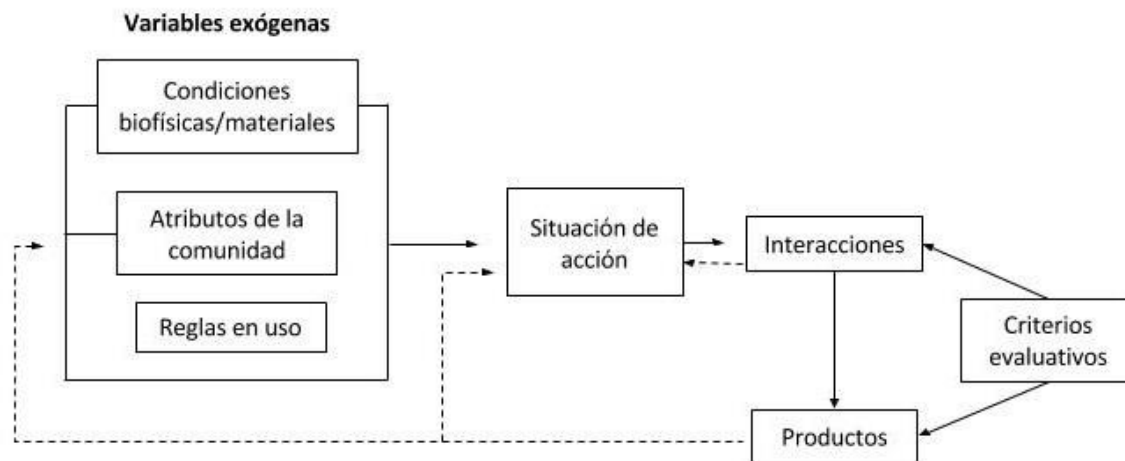 Variables exógenas
Condiciones
biofísicas/materiales
Atributos de la
comunidad
Reglas en uso
Situación de
acción
Interacciones
Criterios
evaluativos
Productos